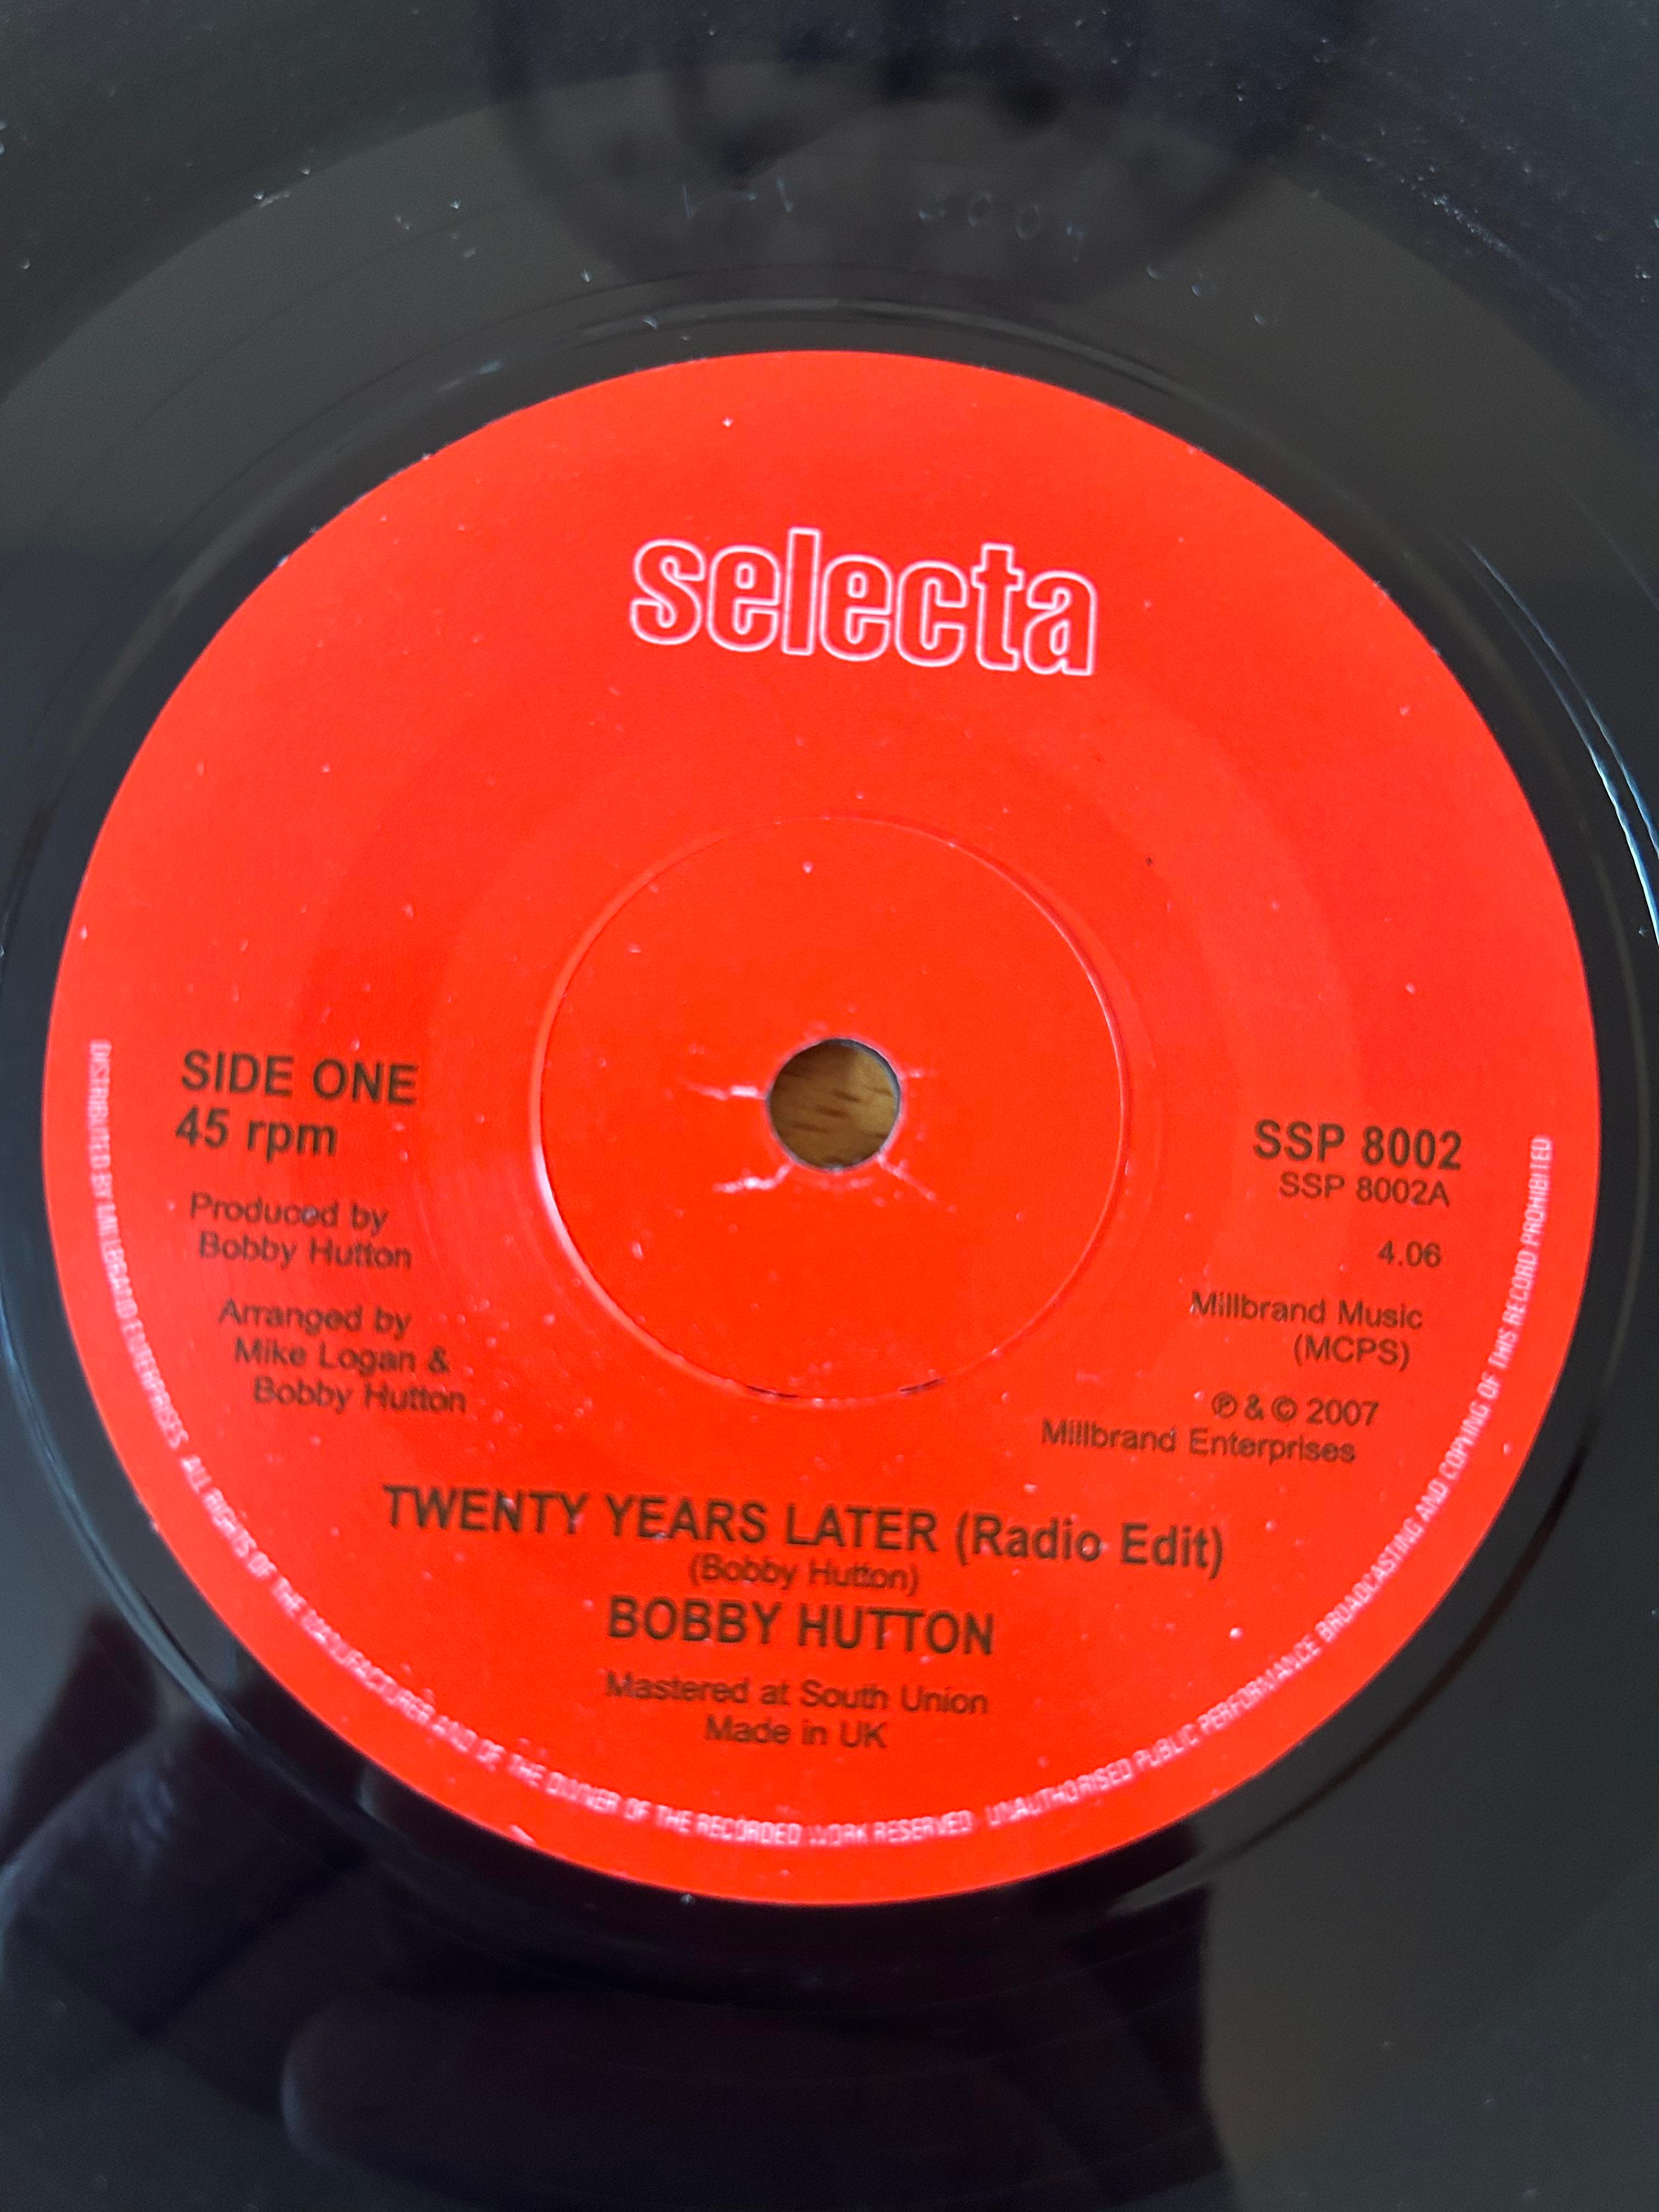 selecta
SIDE ONE
45 rpm
Produced by
Bobby Hutton
Arranged by
Mike Logan &
Bobby Hutton
SSP 8002
SSP 8002A
4.06
Millbrand Music
(MCPS)
℗ & © 2007
Millbrand Enterprises
TWENTY YEARS LATER (Radio Edit)
(Bobby Hutton)
BOBBY HUTTON
Mastered at South Union
Made in UK
DISTRIBUTED BY MILLBRAND ENTERPRISES. ALL RIGHTS OF THE MANUFACTURER AND OF THE OWNER OF THE RECORDED WORK RESERVED UNAUTHORISED PUBLIC PERFORMANCE BROADCASTING AND COPYING OF THIS RECORD PROHIBITED